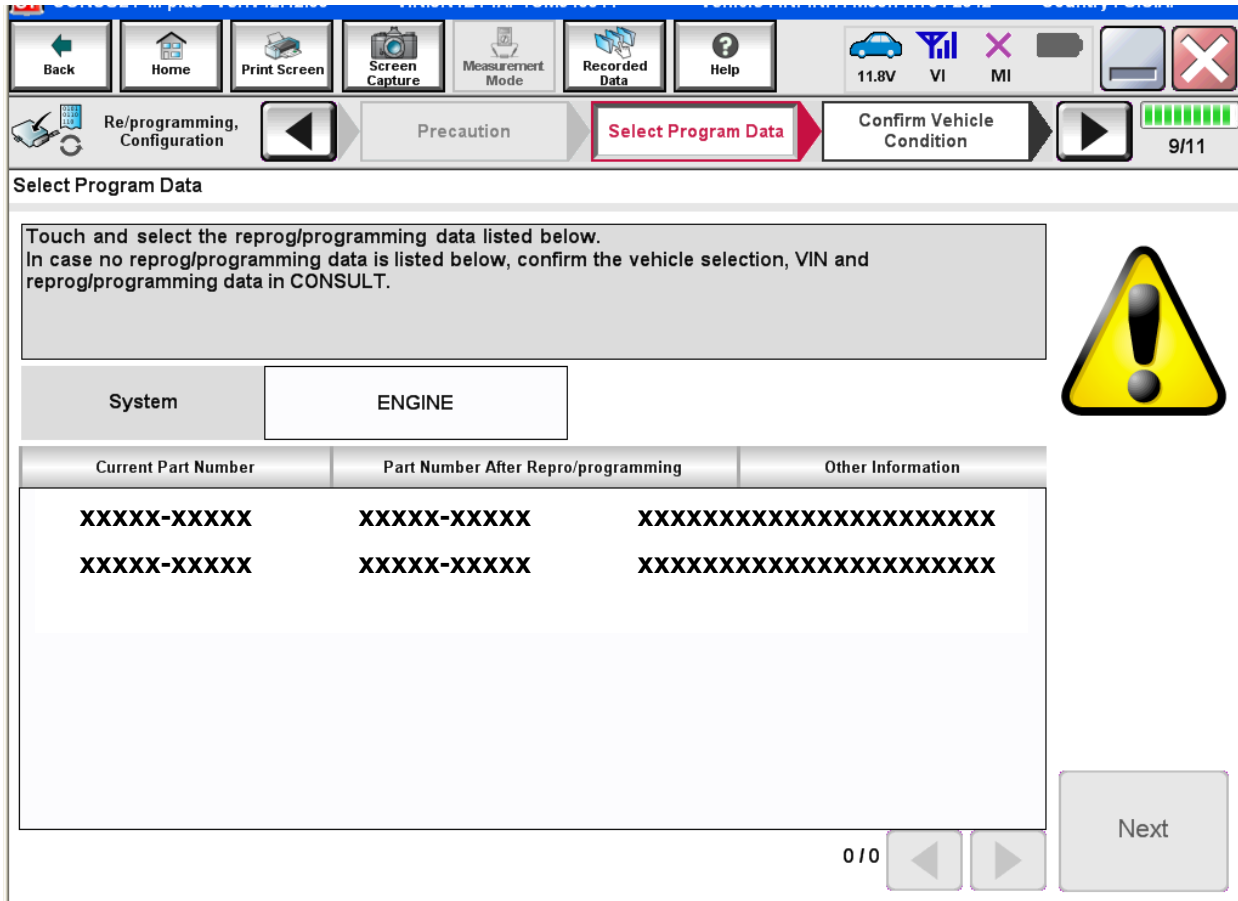 Back
Home
Print Screen
Screen
Capture
Measurement
Mode
Recorded
Data
Help
11.8V
VI
MI
Re/programming,
Configuration
Precaution
Select Program Data
Confirm Vehicle
Condition
9/11
Select Program Data
Touch and select the reprog/programming data listed below.
In case no reprog/programming data is listed below, confirm the vehicle selection, VIN and
reprog/programming data in CONSULT.
System
ENGINE
Current Part Number
Part Number After Repro/programming
Other Information
XXXXX-XXXXX XXXXX-XXXXX XXXXXXXXXXXXXXXXXXXXXX
XXXXX-XXXXX XXXXX-XXXXX XXXXXXXXXXXXXXXXXXXXXX
Next
0/0